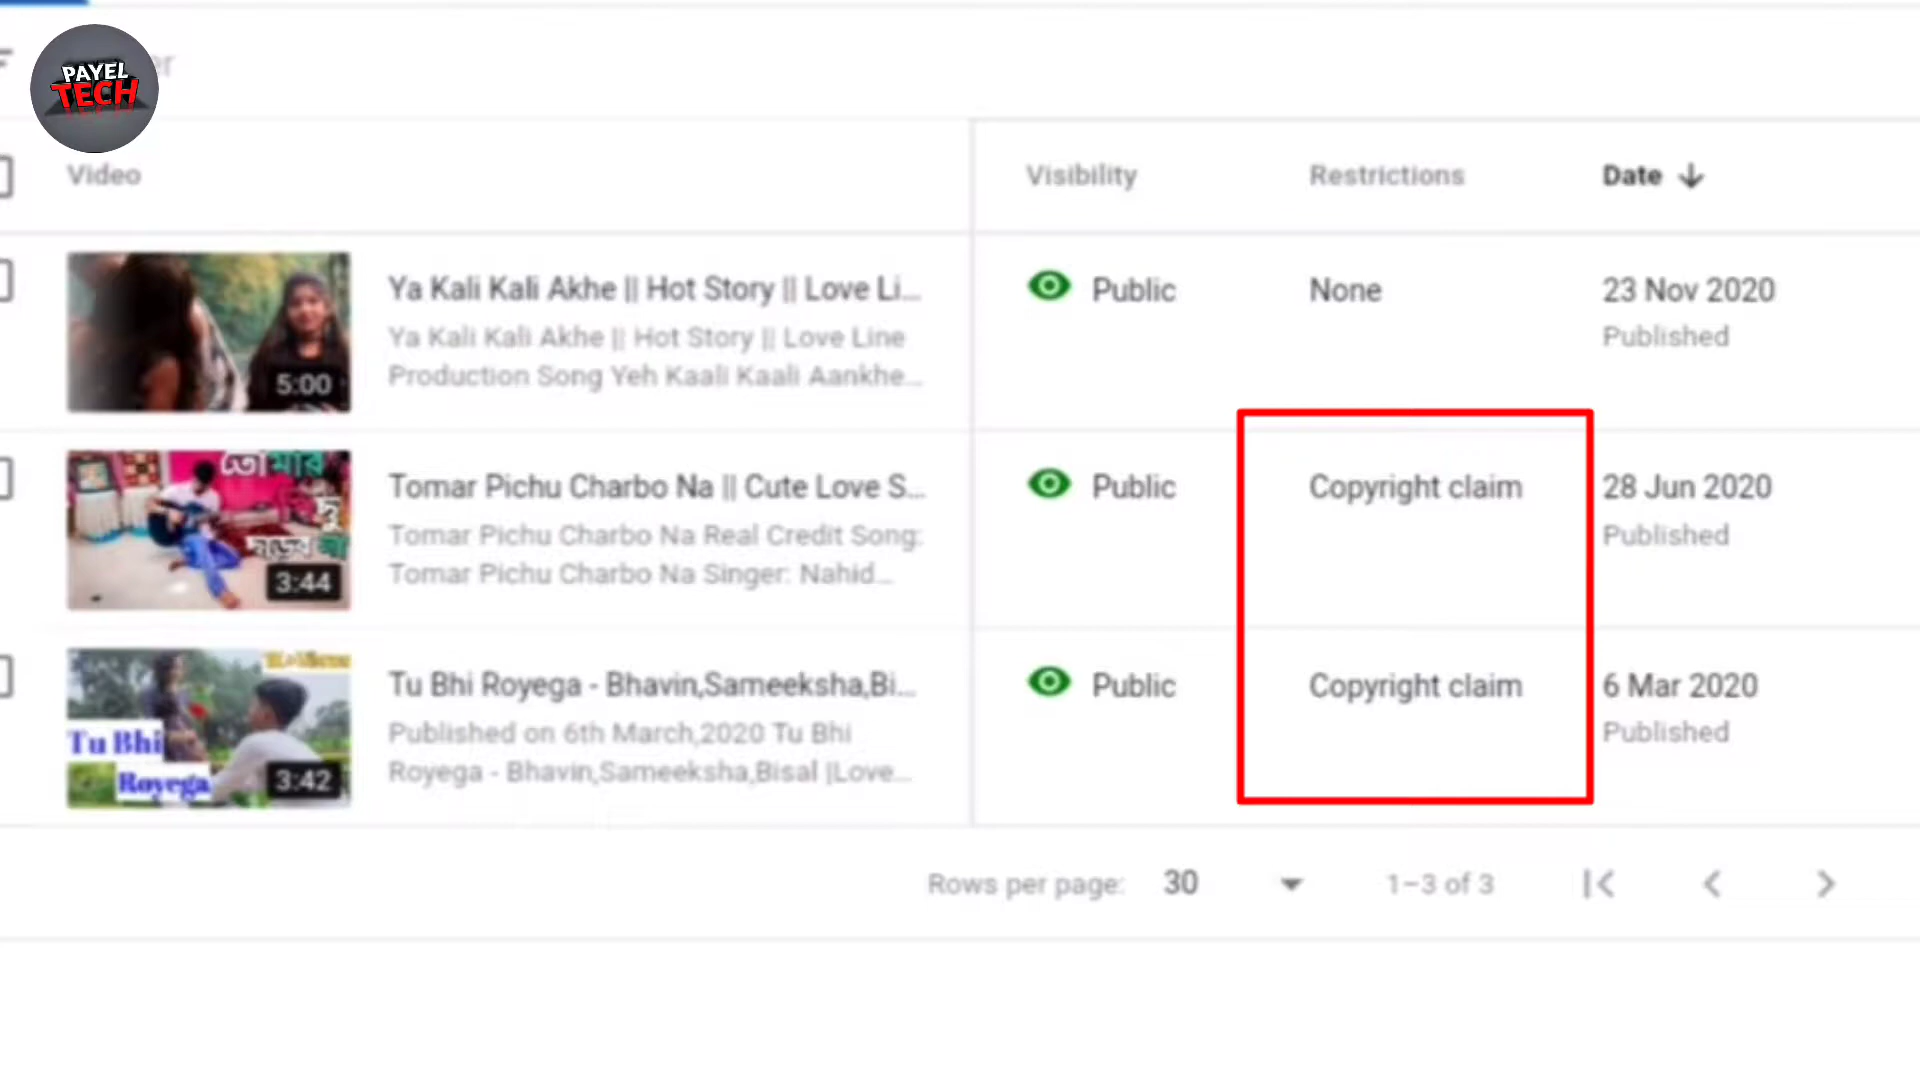 PAYEL
TECH
er
Video
Visibility
Restrictions
Date
Ya Kali Kali Akhe || Hot Story || Love Li...
Ya Kali Kali Akhe || Hot Story || Love Line
Production Song Yeh Kaali Kaali Aankhe...
5:00
Public
None
23 Nov 2020
Published
তোমার
পিছু
ছাড়বো না
3:44
Tomar Pichu Charbo Na || Cute Love S...
Tomar Pichu Charbo Na Real Credit Song:
Tomar Pichu Charbo Na Singer: Nahid...
Public
Copyright claim
28 Jun 2020
Published
Tu Bhi
Royega
3:42
Tu Bhi Royega - Bhavin,Sameeksha,Bi...
Published on 6th March,2020 Tu Bhi
Royega - Bhavin,Sameeksha,Bisal |Love...
Public
Copyright claim
6 Mar 2020
Published
Rows per page:
30
1–3 of 3